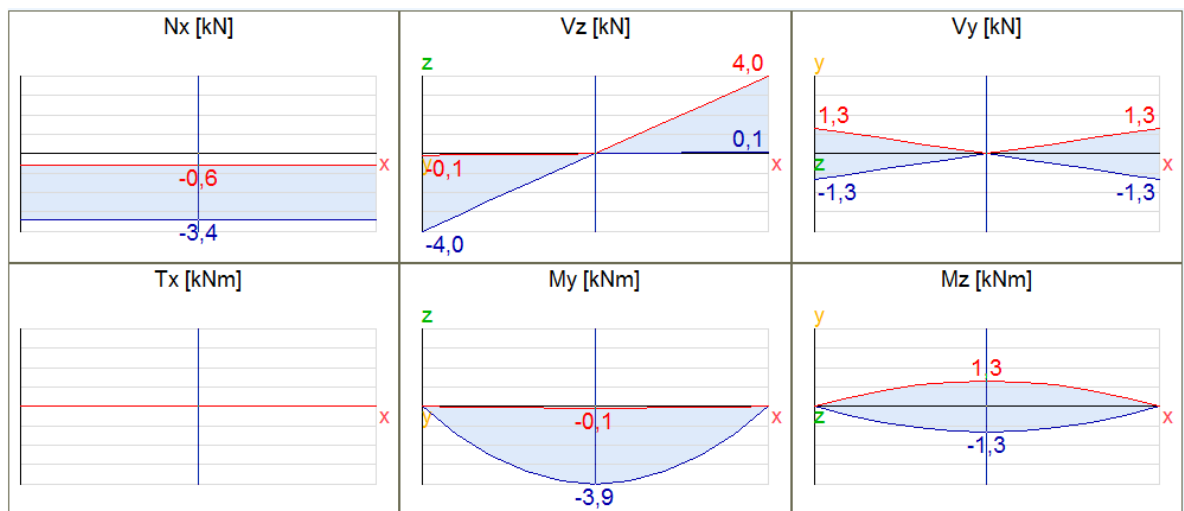 Nx [kN]
Vz [kN]
Vy [kN]
-0,6
-3,4
x
z
4,0
0,1
y
-0,1
-4,0
x
y
1,3
1,3
z
-1,3
-1,3
x
Tx [kNm]
My [kNm]
Mz [kNm]
x
z
y
-0,1
-3,9
x
y
1,3
z
-1,3
x